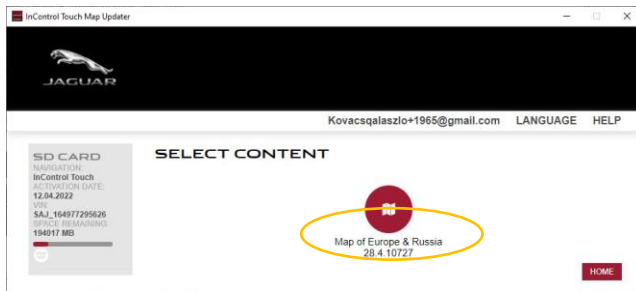 InControl Touch Map Updater
JAGUAR
Kovacsqalaszlo+1965@gmail.com LANGUAGE HELP
SD CARD
NAVIGATION:
InControl Touch
ACTIVATION DATE:
12.04.2022
VIN:
SAJ_164977295626
SPACE REMAINING:
194017 MB
SELECT CONTENT
Map of Europe & Russia
28.4.10727
HOME